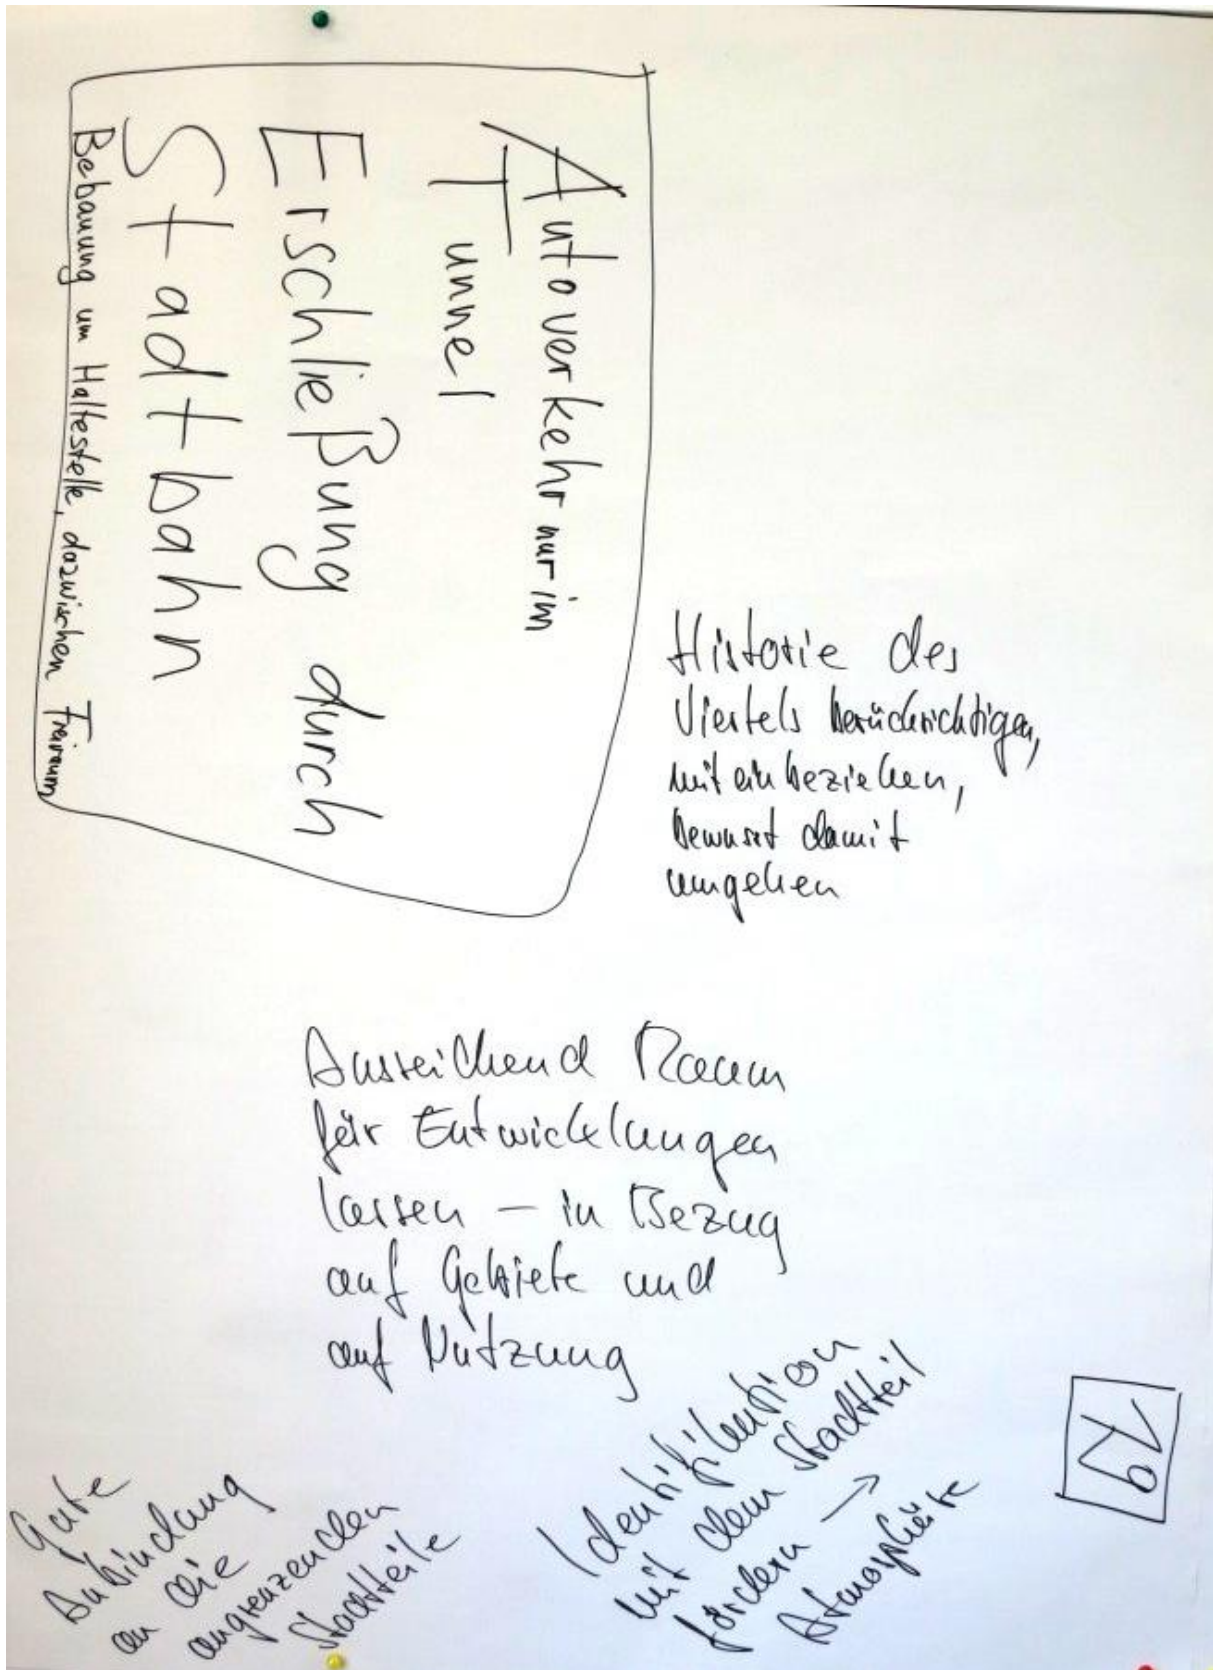 Autoverkehr nur im
Tunnel
Erschließung durch
Stadtbahn
Bebauung um Haltestelle, dazwischen Freiraum
Historie des
Viertels berücksichtigen,
mit einbeziehen,
bewusst damit
umgehen
Ausreichend Raum
für Entwicklungen
lassen – in Bezug
auf Gebiete und
auf Nutzung
Gute
Anbindung
an die
angrenzenden
Stadtteile
Identifikation
mit dem Stadtteil
fördern →
Atmosphäre
19